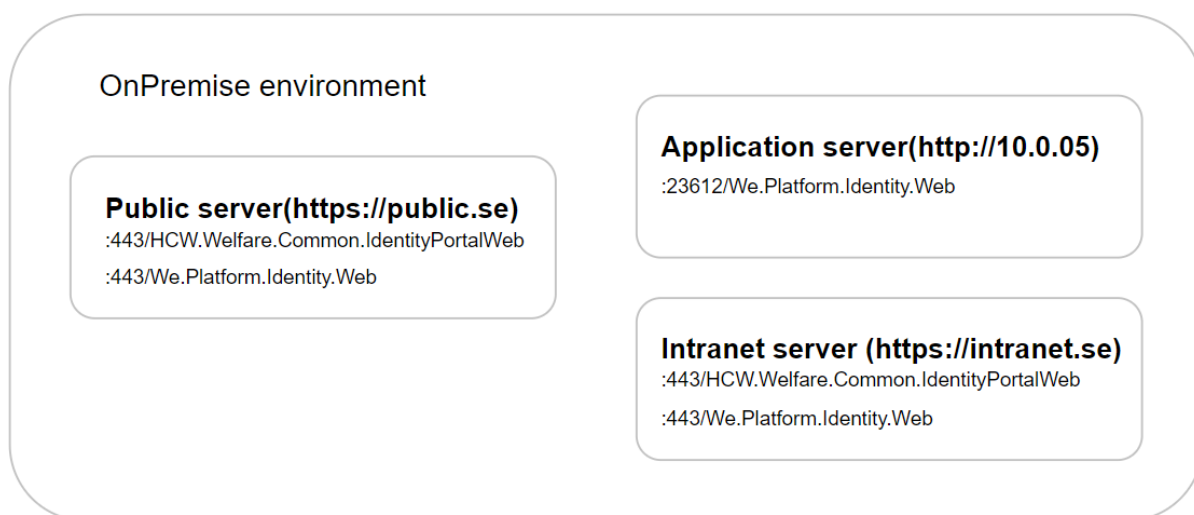 OnPremise environment
Public server(https://public.se)
:443/HCW.Welfare.Common.IdentityPortalWeb
:443/We.Platform.Identity.Web
Application server(http://10.0.05)
:23612/We.Platform.Identity.Web
Intranet server (https://intranet.se)
:443/HCW.Welfare.Common.IdentityPortalWeb
:443/We.Platform.Identity.Web